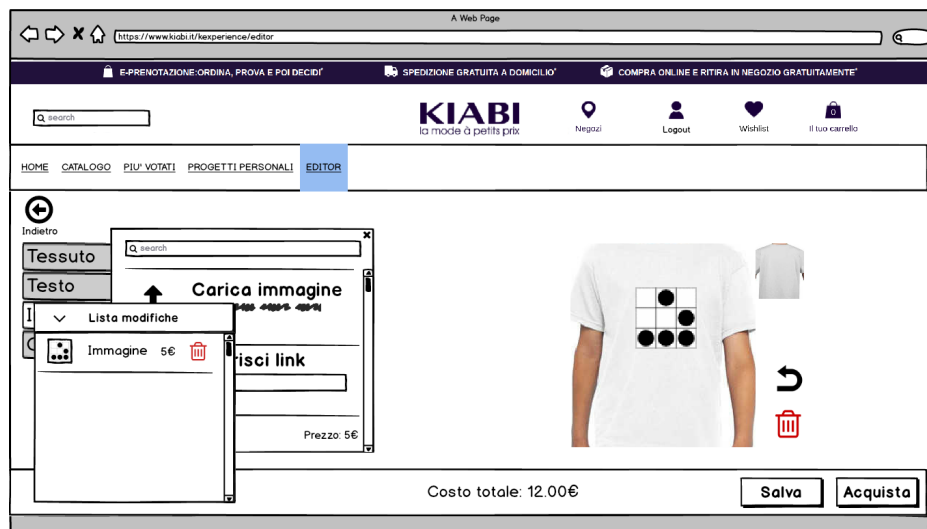 A Web Page
https://www.kiabi.it/kexperience/editor
E-PRENOTAZIONE:ORDINA, PROVA E POI DECIDI* SPEDIZIONE GRATUITA A DOMICILIO* COMPRA ONLINE E RITIRA IN NEGOZIO GRATUITAMENTE*
search
KIABI
la mode à petits prix
Negozi Logout Wishlist 0 Il tuo carrello
HOME CATALOGO PIU' VOTATI PROGETTI PERSONALI EDITOR
Indietro
Tessuto
Testo
I
search
Carica immagine
Lista modifiche
Immagine 5€
risci link
Prezzo: 5€
Costo totale: 12.00€
Salva Acquista